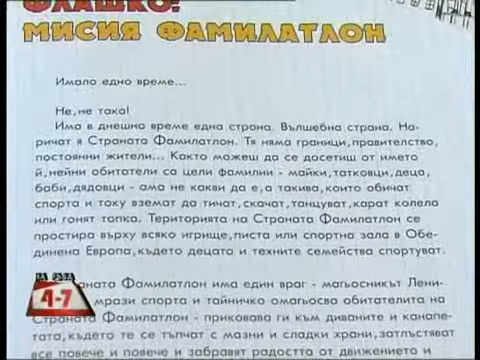 ФЛАШКО:
МИСИЯ ФАМИЛАТЛОН
Имало едно време...
Не, не така!
Има в днешно време една страна. Вълшебна страна. На-
ричат я Страната Фамилатлон. Тя няма граници, правителство,
постоянни жители... Както можеш да се досетиш от името
ѝ, нейни обитатели са цели фамилии - майки, татковци, деца,
баби, дядовци - ама не какви да е, а такива, които обичат
спорта и току вземат да тичат, скачат, танцуват, карат колела
или гонят топка. Територията на Страната Фамилатлон се
простира върху всяко игрище, писта или спортна зала в Обе-
динена Европа, където децата и техните семейства спортуват.
раната Фамилатлон има един враг - магьосникът Лени-
мрази спорта и тайничко омагьосво обитателита на
Страната Фамилатлон - приковава ги към диваните и канапе-
тата, където те се тъпчат с мазни и сладки храни, затлъстяват
все повече и повече и забравят радостта от движението и
НА РЪБА
4-7